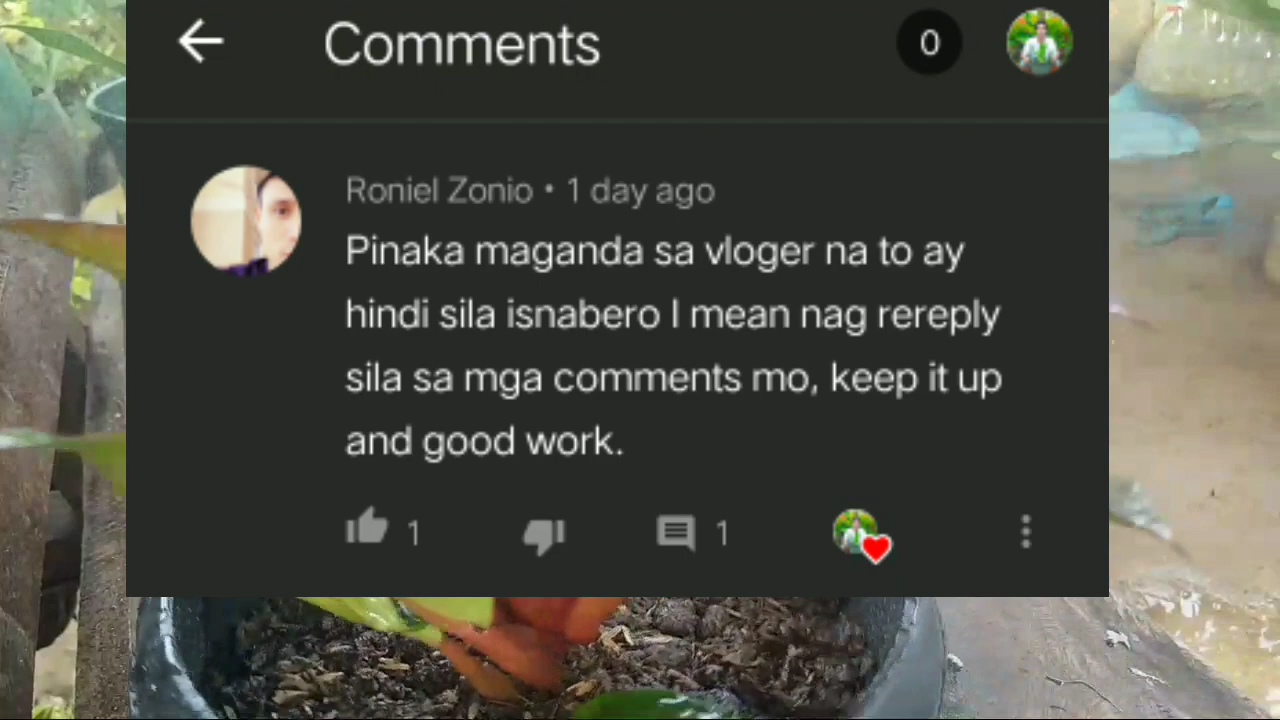 Comments
0
Roniel Zonio • 1 day ago
Pinaka maganda sa vloger na to ay
hindi sila isnabero I mean nag rereply
sila sa mga comments mo, keep it up
and good work.
1
1